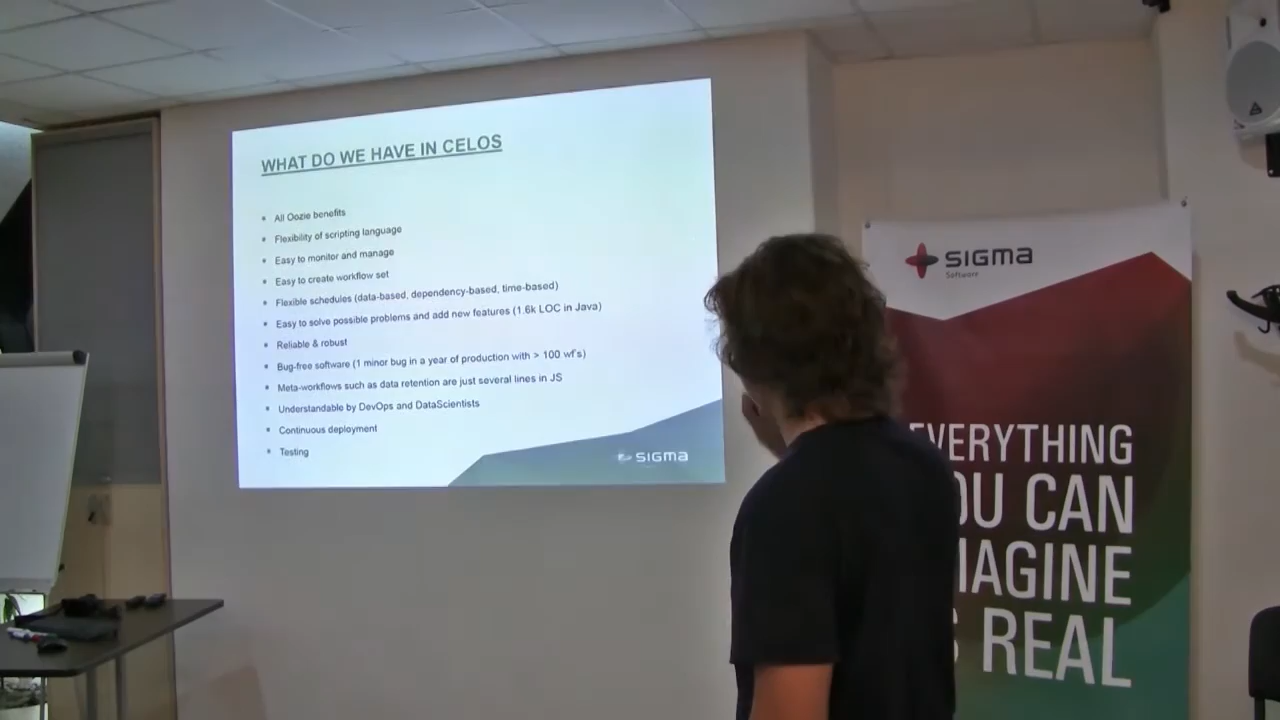 WHAT DO WE HAVE IN CELOS
All Oozie benefits
Flexibility of scripting language
Easy to monitor and manage
Easy to create workflow set
Flexible schedules (data-based, dependency-based, time-based)
Easy to solve possible problems and add new features (1.6k LOC in Java)
Reliable & robust
Bug-free software (1 minor bug in a year of production with > 100 wf's)
Meta-workflows such as data retention are just several lines in JS
Understandable by DevOps and DataScientists
Continuous deployment
Testing
SIGMA
SIGMA
Software
EVERYTHING
OU CAN
IAGINE
S REAL